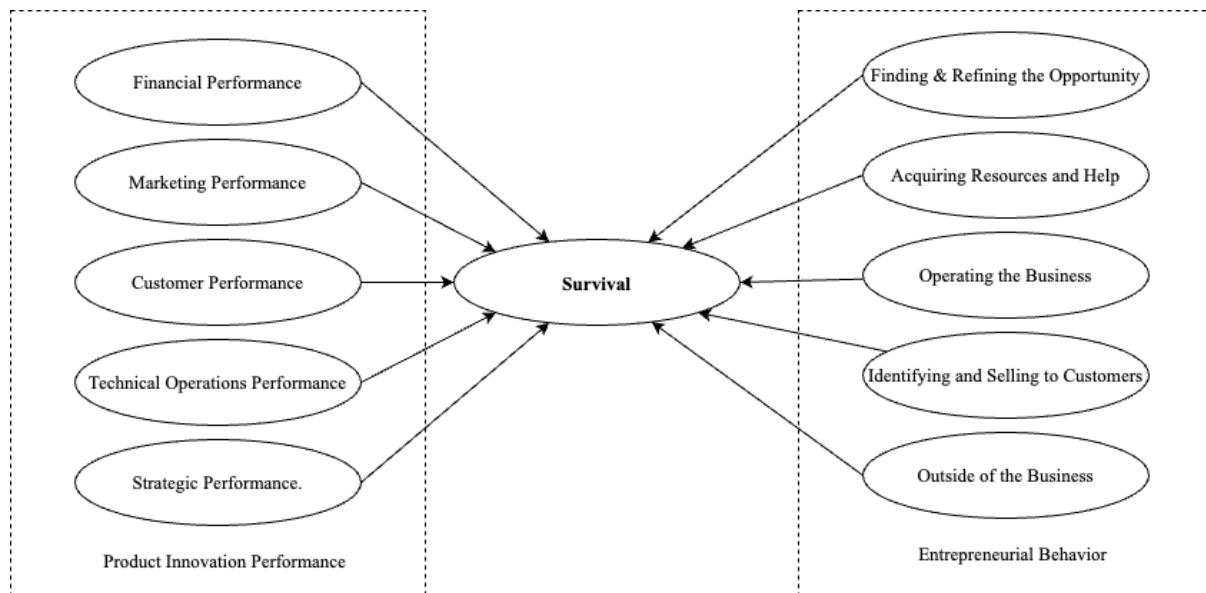 Financial Performance
Marketing Performance
Customer Performance
Technical Operations Performance
Strategic Performance.
Product Innovation Performance
Survival
Finding & Refining the Opportunity
Acquiring Resources and Help
Operating the Business
Identifying and Selling to Customers
Outside of the Business
Entrepreneurial Behavior